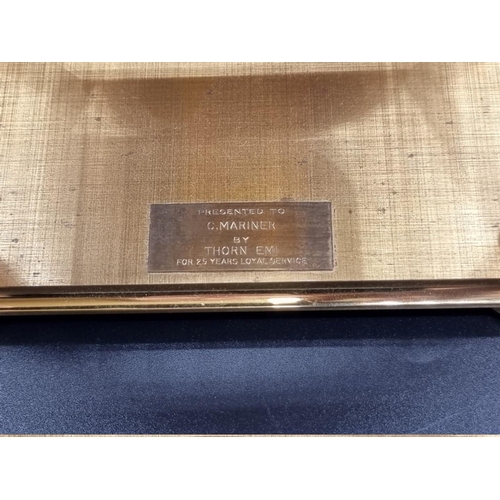 PRESENTED TO
C.MARINER
BY
THORN EMI
FOR 25 YEARS LOYAL SERVICE